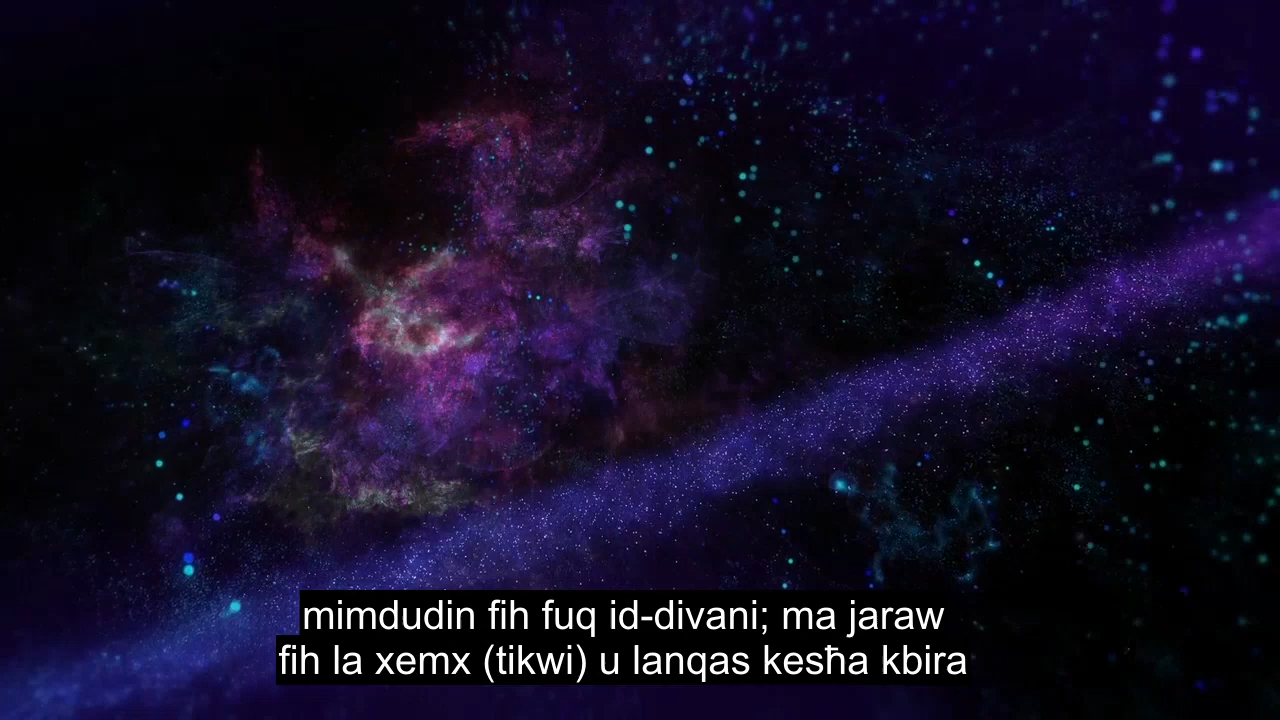 mimdudin fih fuq id-divani; ma jaraw
fih la xemx (tikwi) u lanqas kesħa kbira